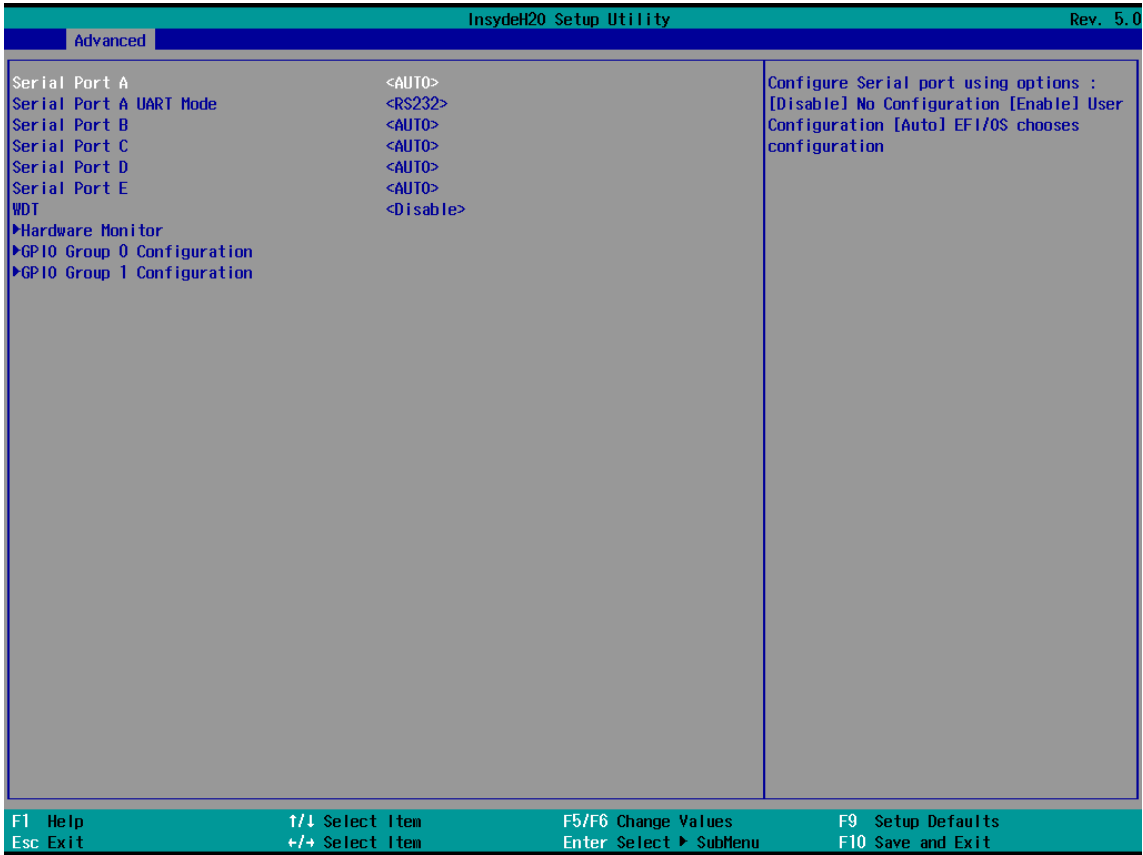 InsydeH20 Setup Utility Rev. 5.0
Advanced
Serial Port A <AUTO>
Serial Port A UART Mode <RS232>
Serial Port B <AUTO>
Serial Port C <AUTO>
Serial Port D <AUTO>
Serial Port E <AUTO>
WDT <Disable>
▶Hardware Monitor
▶GPIO Group 0 Configuration
▶GPIO Group 1 Configuration
Configure Serial port using options :
[Disable] No Configuration [Enable] User
Configuration [Auto] EFI/OS chooses
configuration
F1 Help ↑/↓ Select Item F5/F6 Change Values F9 Setup Defaults
Esc Exit ←/→ Select Item Enter Select ▶ SubMenu F10 Save and Exit